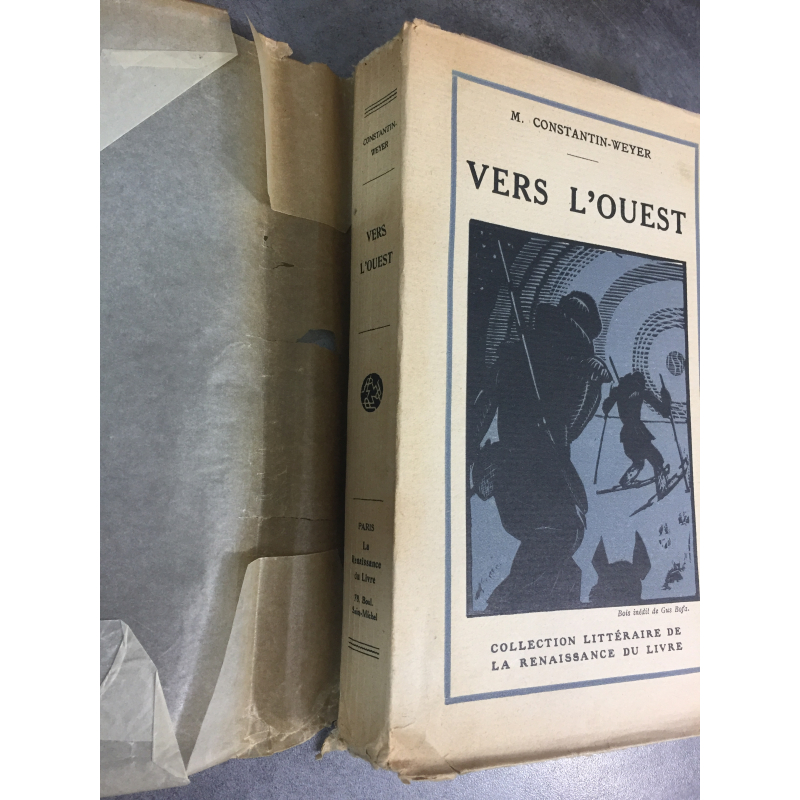 CONSTANTIN-
WEYER
VERS
L'OUEST
PARIS
La
Renaissance
du Livre
78, Boul.
Sain-Michel
M. CONSTANTIN-WEYER
VERS L'OUEST
Bois inédit de Gus Bofa.
COLLECTION LITTÉRAIRE DE
LA RENAISSANCE DU LIVRE